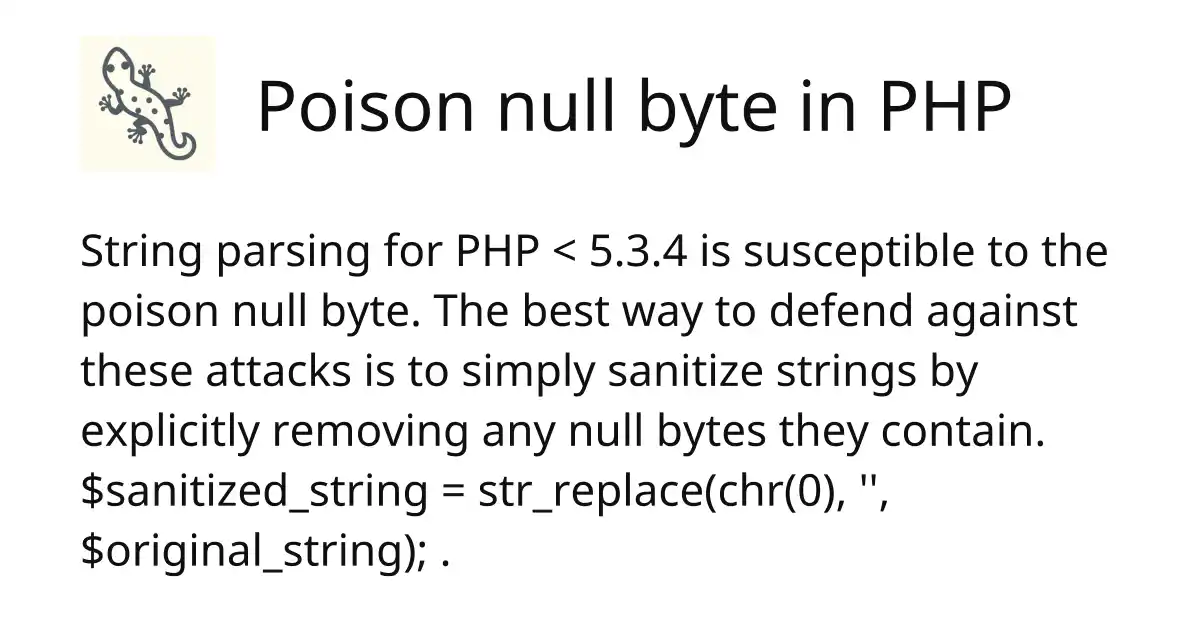 Poison null byte in PHP
String parsing for PHP < 5.3.4 is susceptible to the
poison null byte. The best way to defend against
these attacks is to simply sanitize strings by
explicitly removing any null bytes they contain.
$sanitized_string = str_replace(chr(0), '',
$original_string); .